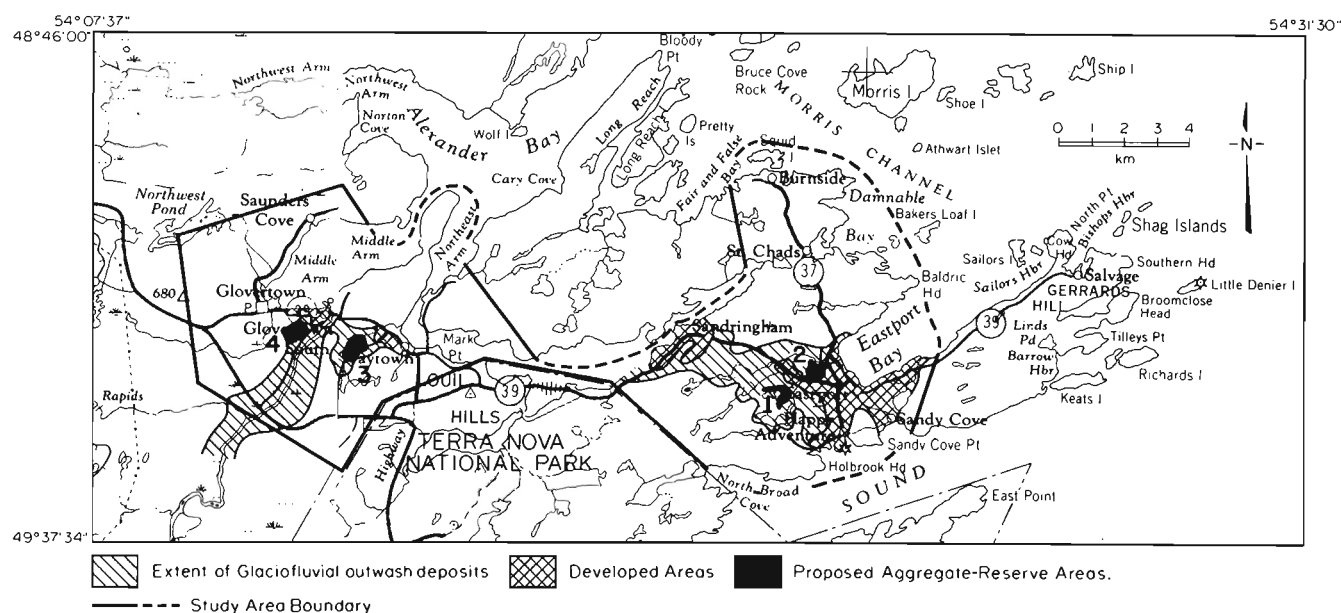 54°07'37"
54°31'30"
48°46'00"
Bloody Pt
Bruce Cove Rock
Ship I
Morris I
Shoe I
MORRIS CHANNEL
Northwest Arm
Northwest Arm
Norton Cove
Alexander Bay
Wolf I
Long Reach
Long Reach
Pretty Is
Squid I
Athwart Islet
0 1 2 3 4
km
-N-
Cary Cove
Fair and False Bay
Burnside
Damnable Bay
Bakers Loaf I
Northwest Pond
Saunders Cove
Middle Arm
Middle Arm
Northeast Arm
St. Chads
37
Baldric Hd
North Pt
Bishops Hbr
Cow Hd
Shag Islands
Sailors I
Sailors Hbr
Salvage
Southern Hd
Little Denier I
GERRARDS HILL
Broomclose Head
680
Glovertown
Glovertown South
4
3
Mark Pt
Sandringham
Eastport Bay
39
Linds Pd
Tilleys Pt
Barrow Hbr
Richards I
Keats I
2
1
Eastport
Happy Adventure
Sandy Cove
Sandy Cove Pt
Rapids
LOUIL HILLS
39
TERRA NOVA NATIONAL PARK
Highway
Holbrook Hd
North Broad Cove
SOUND
East Point
49°37'34"
Extent of Glaciofluvial outwash deposits
Developed Areas
Proposed Aggregate-Reserve Areas.
Study Area Boundary